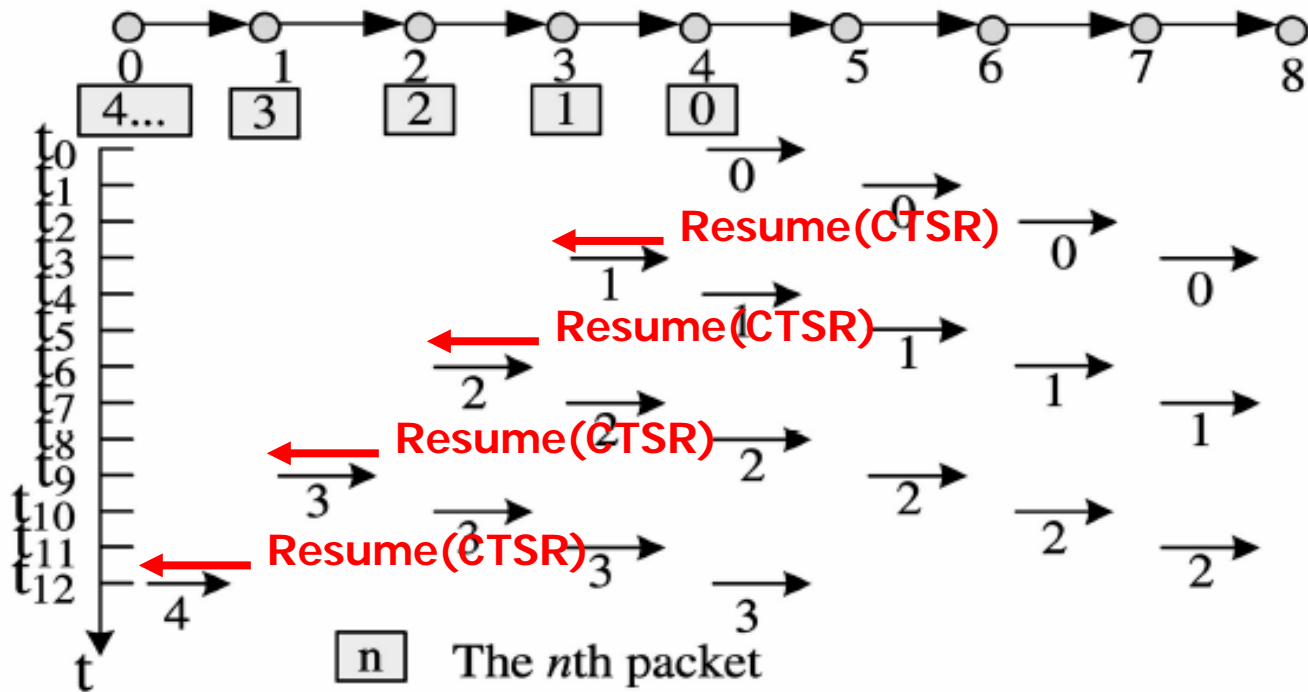 0 1 2 3 4 5 6 7 8
4... 3 2 1 0
t0
0
t1
0
t2
0
Resume(CTSR)
t3
1 0
t4
1
Resume(CTSR)
t5
1
t6
2 1
t7
2 1
Resume(CTSR)
t8
2
t9
3 2
t10
3 2
Resume(CTSR)
t11
3 2
t12
4 3
t
n The nth packet